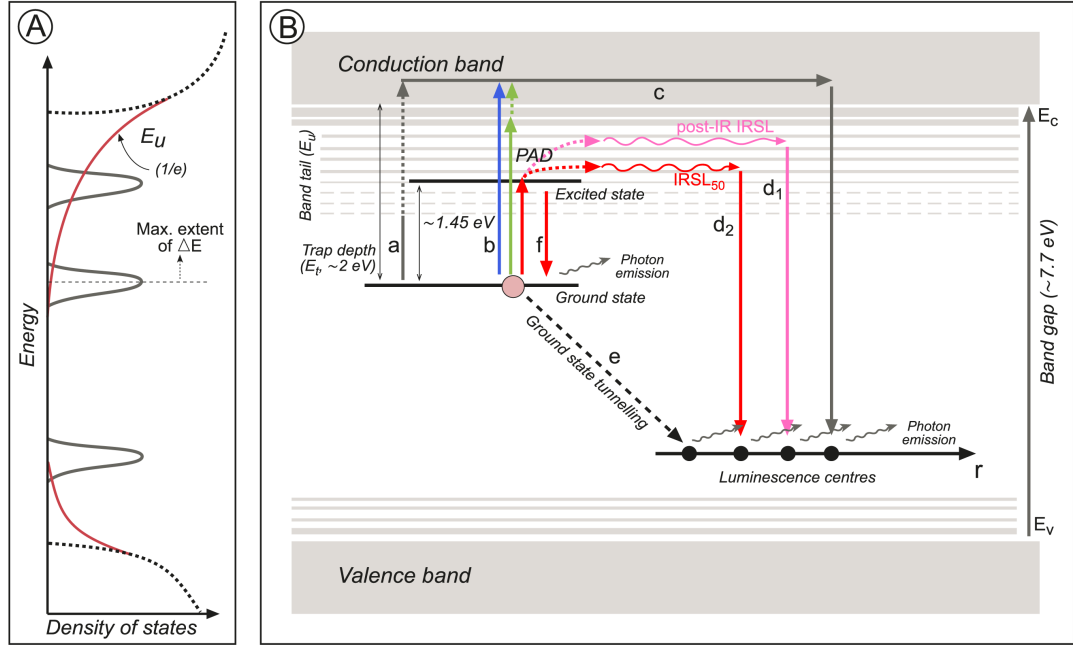 A
E_u
(1/e)
Max. extent
of △E
Energy
Density of states
B
Conduction band
c
E_c
Band tail (E_u)
post-IR IRSL
PAD
IRSL_50
Excited state
~1.45 eV
d_1
d_2
a
b
f
Trap depth
(E_t, ~2 eV)
Photon
emission
Ground state
e
Ground state tunnelling
Band gap (~7.7 eV)
Photon
emission
r
Luminescence centres
E_v
Valence band